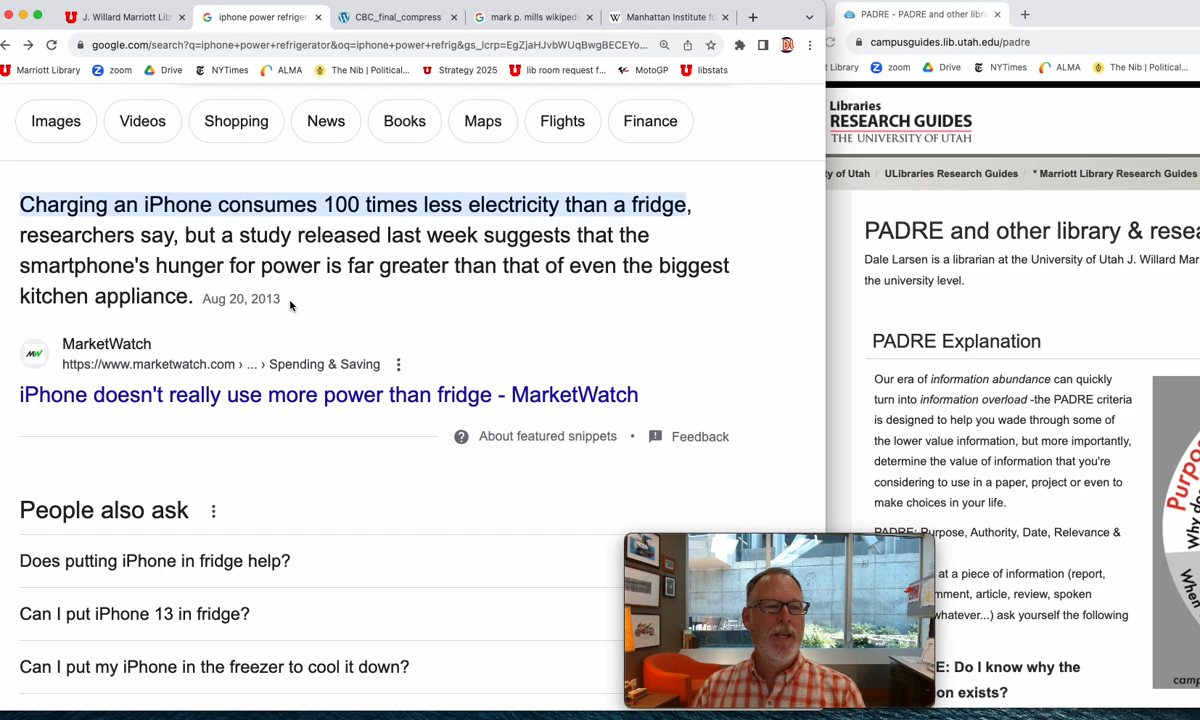 J. Willard Marriott Lib
iphone power refriger
CBC_final_compress
mark p. mills wikiped
Manhattan Institute fo
PADRE - PADRE and other libra
google.com/search?q=iphone+power+refrigerator&oq=iphone+power+refrig&gs_lcrp=EgZjaHJvbWUqBwgBECEYo...
campusguides.lib.utah.edu/padre
Marriott Library
zoom
Drive
NYTimes
ALMA
The Nib | Political...
Strategy 2025
lib room request f...
MotoGP
libstats
Library
zoom
Drive
NYTimes
ALMA
The Nib | Political...
Images
Videos
Shopping
News
Books
Maps
Flights
Finance
Charging an iPhone consumes 100 times less electricity than a fridge,
researchers say, but a study released last week suggests that the
smartphone's hunger for power is far greater than that of even the biggest
kitchen appliance. Aug 20, 2013
MarketWatch
https://www.marketwatch.com › ... › Spending & Saving
iPhone doesn't really use more power than fridge - MarketWatch
About featured snippets • Feedback
People also ask
Does putting iPhone in fridge help?
Can I put iPhone 13 in fridge?
Can I put my iPhone in the freezer to cool it down?
Libraries
RESEARCH GUIDES
THE UNIVERSITY OF UTAH
ty of Utah / ULibraries Research Guides / * Marriott Library Research Guides
PADRE and other library & resea
Dale Larsen is a librarian at the University of Utah J. Willard Mar
the university level.
PADRE Explanation
Our era of information abundance can quickly
turn into information overload -the PADRE criteria
is designed to help you wade through some of
the lower value information, but more importantly,
determine the value of information that you're
considering to use in a paper, project or even to
make choices in your life.
PADRE: Purpose, Authority, Date, Relevance &
at a piece of information (report,
mment, article, review, spoken
whatever...) ask yourself the following
E: Do I know why the
on exists?
Purpos
Why doe
When
camp